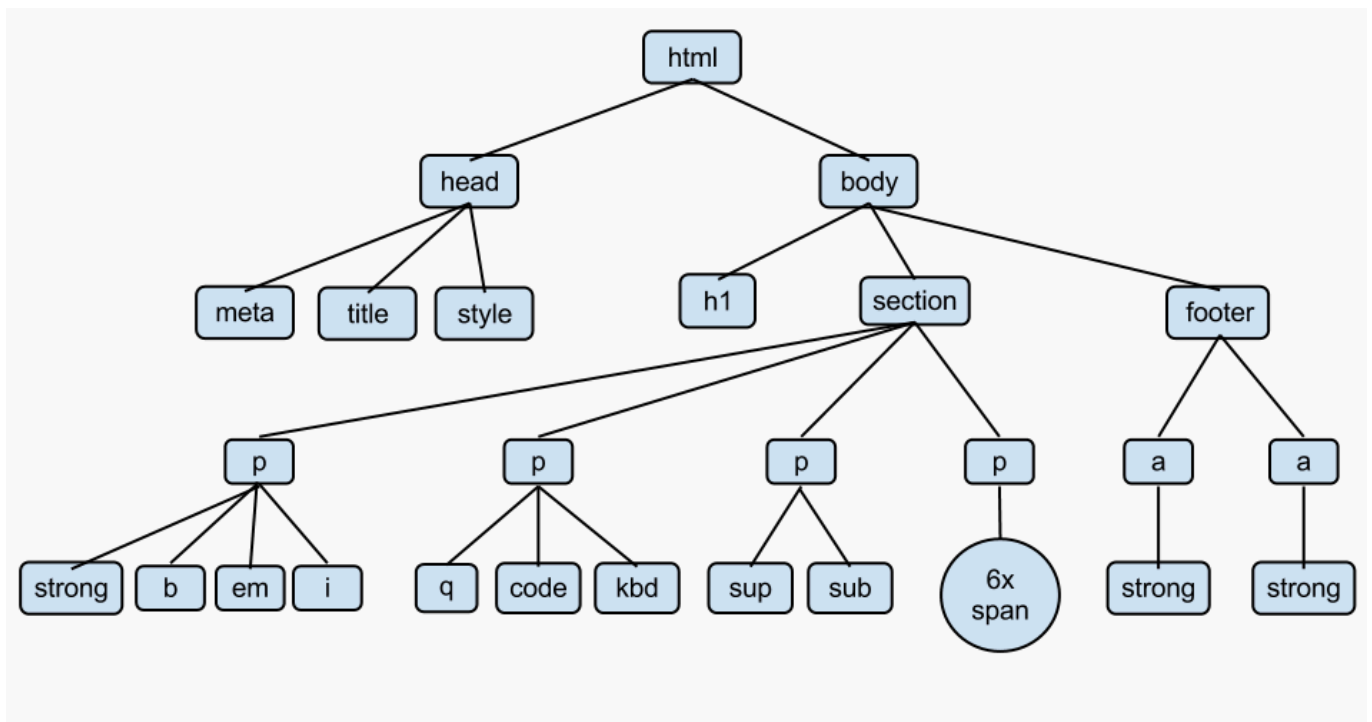 html
head
body
meta
title
style
h1
section
footer
p
p
p
p
a
a
strong
b
em
i
q
code
kbd
sup
sub
6x
span
strong
strong